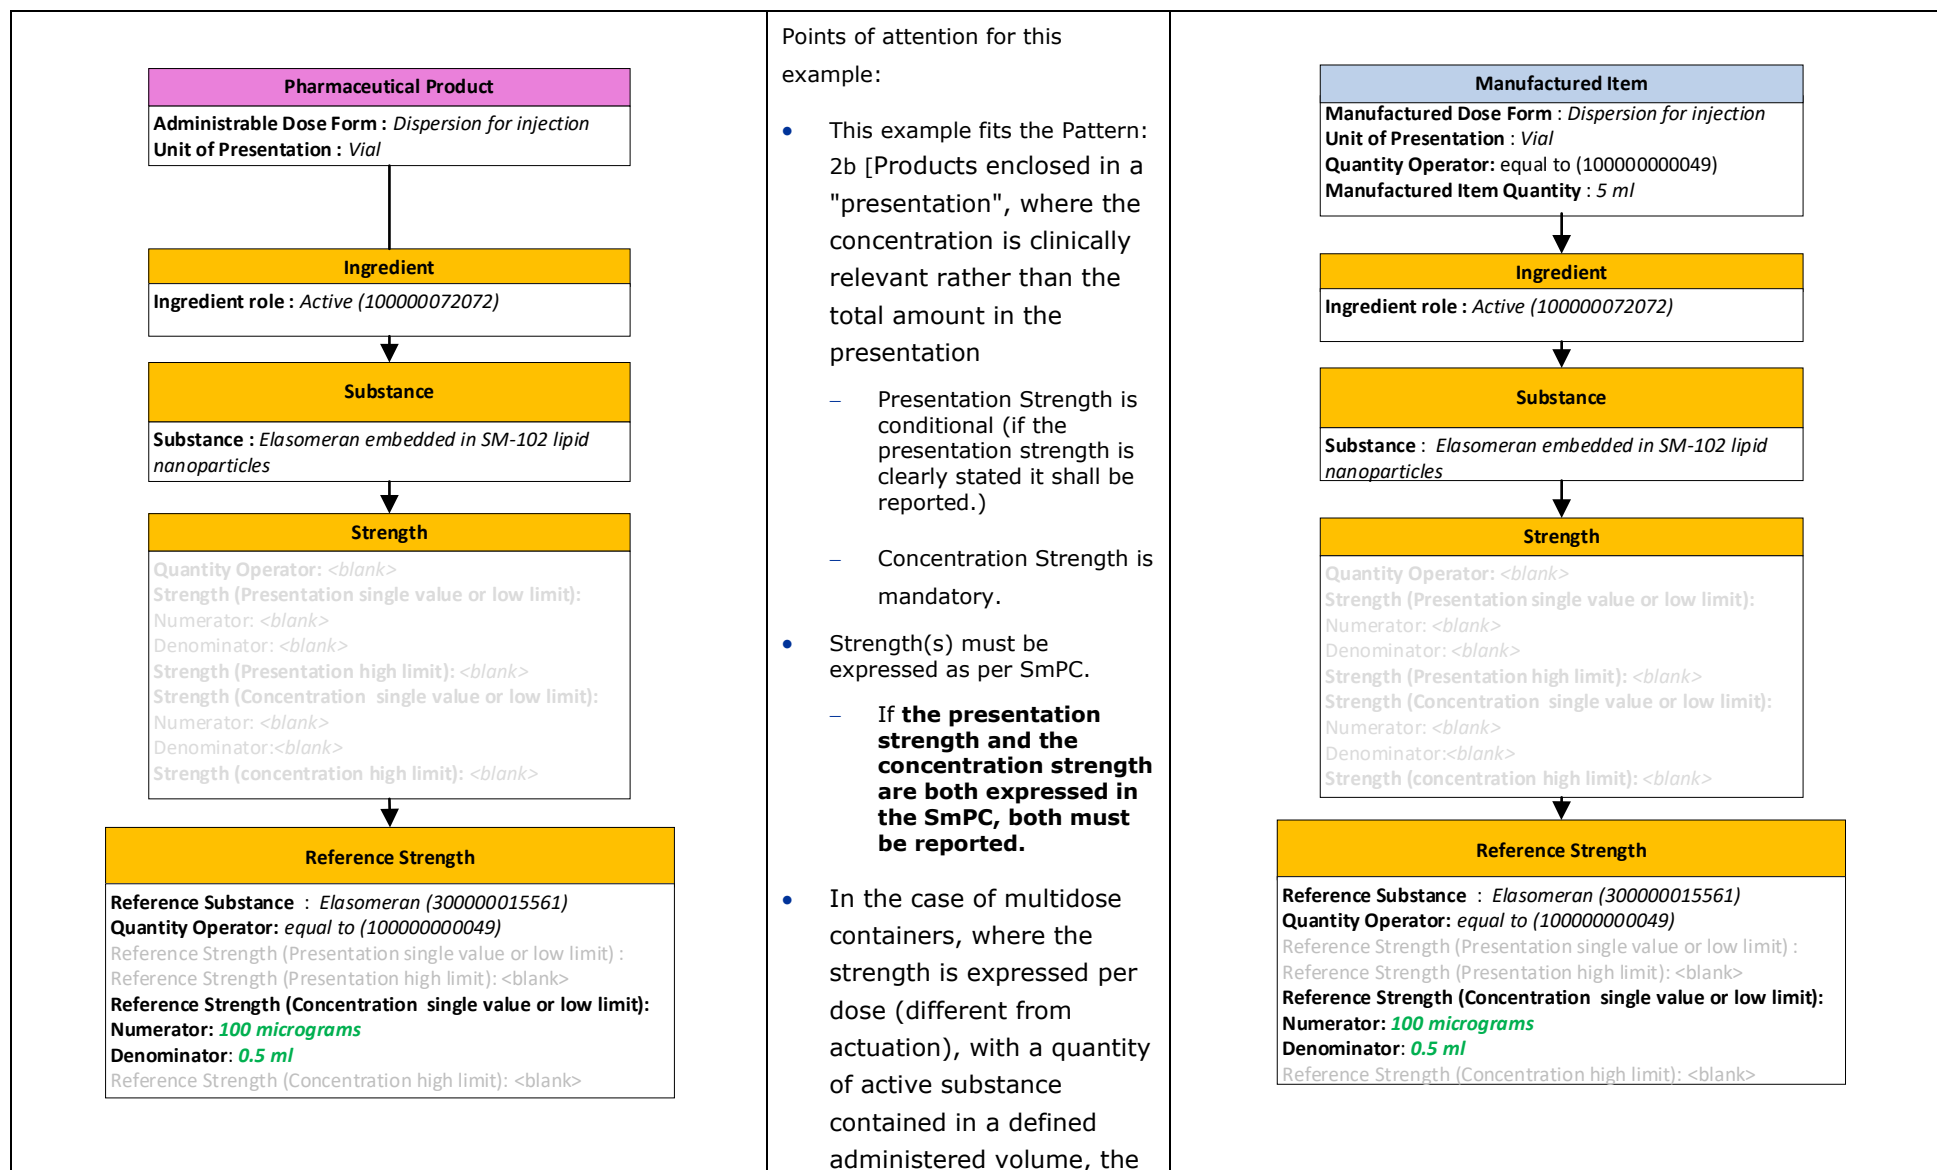 Pharmaceutical Product
Administrable Dose Form : Dispersion for injection
Unit of Presentation : Vial
Ingredient
Ingredient role : Active (100000072072)
Substance
Substance : Elasomeran embedded in SM-102 lipid
nanoparticles
Strength
Quantity Operator: <blank>
Strength (Presentation single value or low limit):
Numerator: <blank>
Denominator: <blank>
Strength (Presentation high limit): <blank>
Strength (Concentration  single value or low limit):
Numerator: <blank>
Denominator:<blank>
Strength (concentration high limit): <blank>
Reference Strength
Reference Substance  :  Elasomeran (300000015561)
Quantity Operator: equal to (100000000049)
Reference Strength (Presentation single value or low limit) :
Reference Strength (Presentation high limit): <blank>
Reference Strength (Concentration  single value or low limit):
Numerator: 100 micrograms
Denominator: 0.5 ml
Reference Strength (Concentration high limit): <blank>
Points of attention for this
example:
• This example fits the Pattern:
2b [Products enclosed in a
"presentation", where the
concentration is clinically
relevant rather than the
total amount in the
presentation
− Presentation Strength is
conditional (if the
presentation strength is
clearly stated it shall be
reported.)
− Concentration Strength is
mandatory.
• Strength(s) must be
expressed as per SmPC.
− If the presentation
strength and the
concentration strength
are both expressed in
the SmPC, both must
be reported.
• In the case of multidose
containers, where the
strength is expressed per
dose (different from
actuation), with a quantity
of active substance
contained in a defined
administered volume, the
Manufactured Item
Manufactured Dose Form : Dispersion for injection
Unit of Presentation : Vial
Quantity Operator: equal to (100000000049)
Manufactured Item Quantity : 5 ml
Ingredient
Ingredient role : Active (100000072072)
Substance
Substance :  Elasomeran embedded in SM-102 lipid
nanoparticles
Strength
Quantity Operator: <blank>
Strength (Presentation single value or low limit):
Numerator: <blank>
Denominator: <blank>
Strength (Presentation high limit): <blank>
Strength (Concentration  single value or low limit):
Numerator: <blank>
Denominator:<blank>
Strength (concentration high limit): <blank>
Reference Strength
Reference Substance  :  Elasomeran (300000015561)
Quantity Operator: equal to (100000000049)
Reference Strength (Presentation single value or low limit) :
Reference Strength (Presentation high limit): <blank>
Reference Strength (Concentration  single value or low limit):
Numerator: 100 micrograms
Denominator: 0.5 ml
Reference Strength (Concentration high limit): <blank>